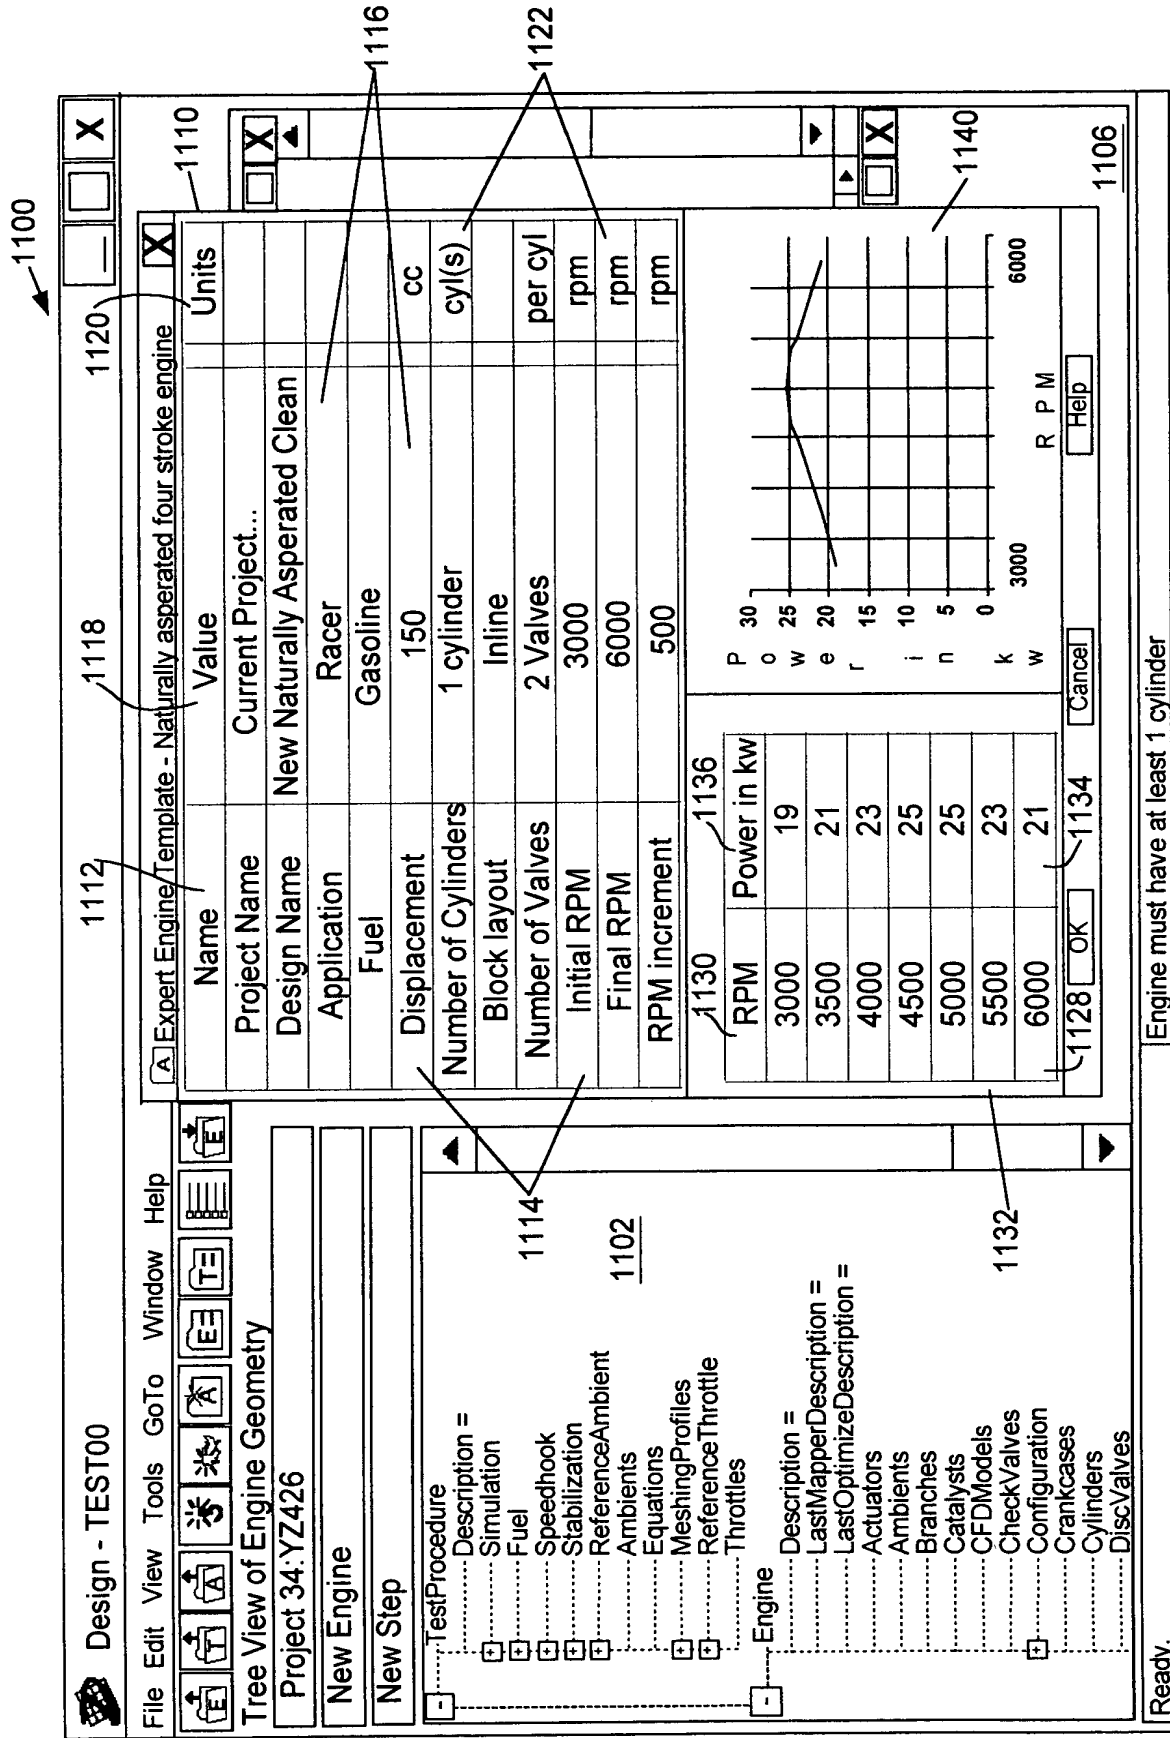 1100
Design - TEST00
File Edit View Tools GoTo Window Help
E T A A E T E
Tree View of Engine Geometry
Project 34:YZ426
New Engine
New Step
TestProcedure
Description =
Simulation
Fuel
Speedhook
Stabilization
ReferenceAmbient
Ambients
Equations
MeshingProfiles
ReferenceThrottle
Throttles
Engine
Description =
LastMapperDescription =
LastOptimizeDescription =
Actuators
Ambients
Branches
Catalysts
CFDModels
CheckValves
Configuration
Crankcases
Cylinders
DiscValves
1102
1112
1118
1120
1110
A Expert Engine Template - Naturally asperated four stroke engine X
Name Value Units
Project Name Current Project...
Design Name New Naturally Asperated Clean
Application Racer
Fuel Gasoline
Displacement 150 cc
Number of Cylinders 1 cylinder cyl(s)
Block layout Inline
Number of Valves 2 Valves per cyl
Initial RPM 3000 rpm
Final RPM 6000 rpm
RPM increment 500 rpm
1114
1116
1122
1130
1136
RPM Power in kw
3000 19
3500 21
4000 23
4500 25
5000 25
5500 23
6000 21
1128
1134
1132
Power in kw
30
25
20
15
10
5
0
3000 6000
R P M
1140
1106
OK Cancel Help
Ready.
Engine must have at least 1 cylinder